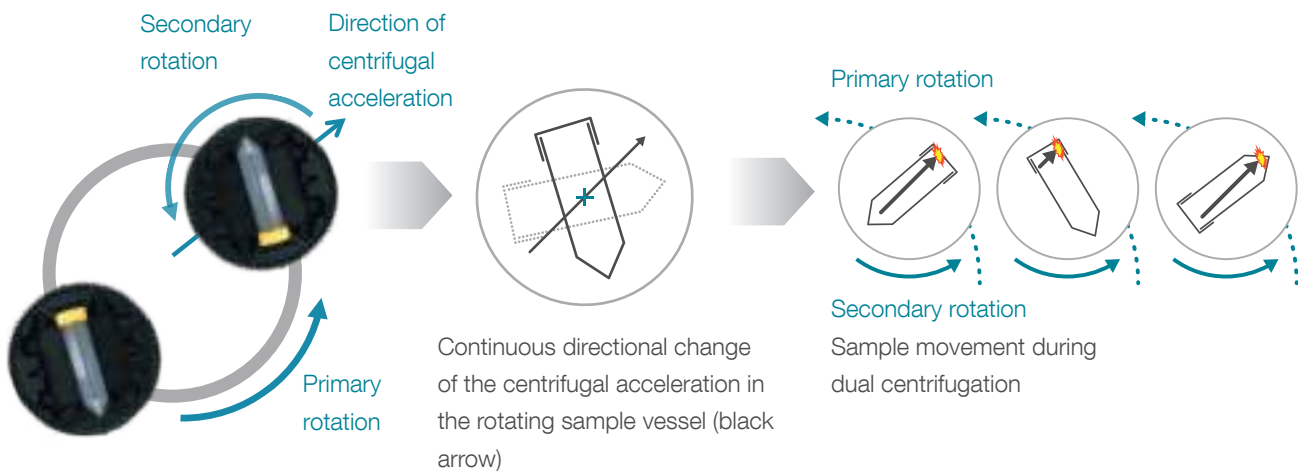 Secondary
rotation
Direction of
centrifugal
acceleration
Primary
rotation
Continuous directional change
of the centrifugal acceleration in
the rotating sample vessel (black
arrow)
Primary rotation
Secondary rotation
Sample movement during
dual centrifugation